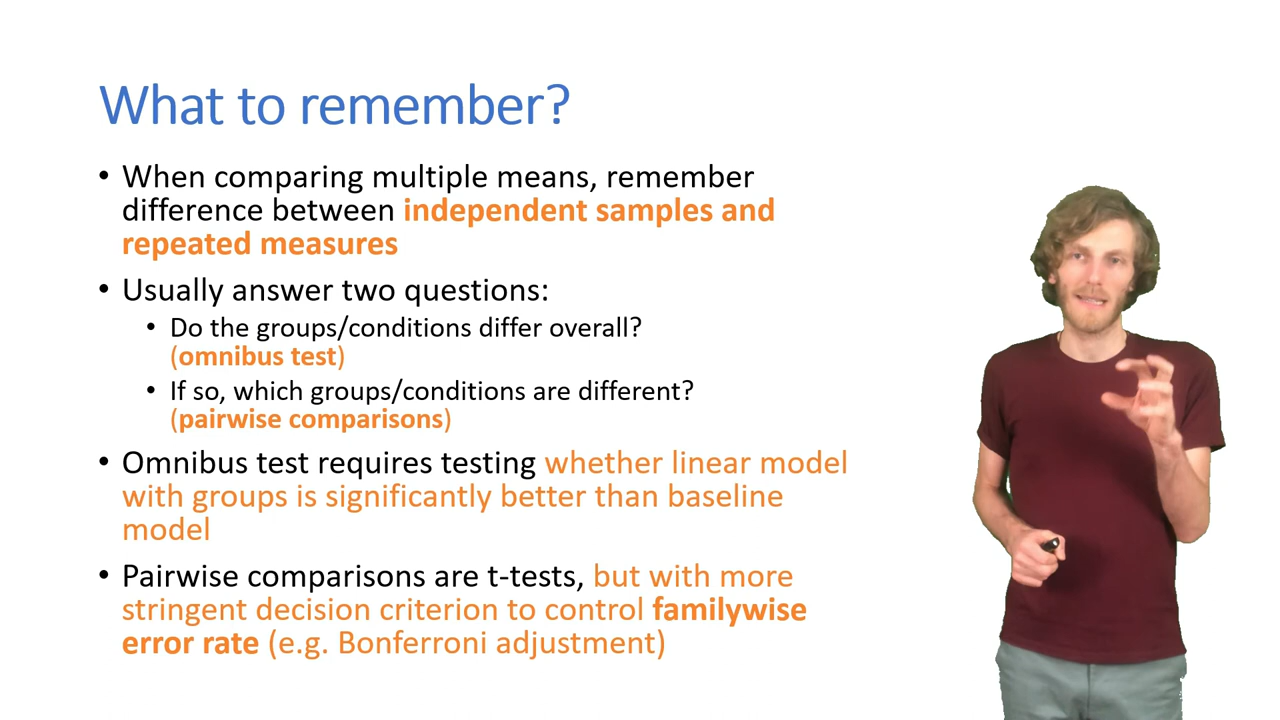 What to remember?
• When comparing multiple means, remember
difference between independent samples and
repeated measures
• Usually answer two questions:
• Do the groups/conditions differ overall?
(omnibus test)
• If so, which groups/conditions are different?
(pairwise comparisons)
• Omnibus test requires testing whether linear model
with groups is significantly better than baseline
model
• Pairwise comparisons are t-tests, but with more
stringent decision criterion to control familywise
error rate (e.g. Bonferroni adjustment)